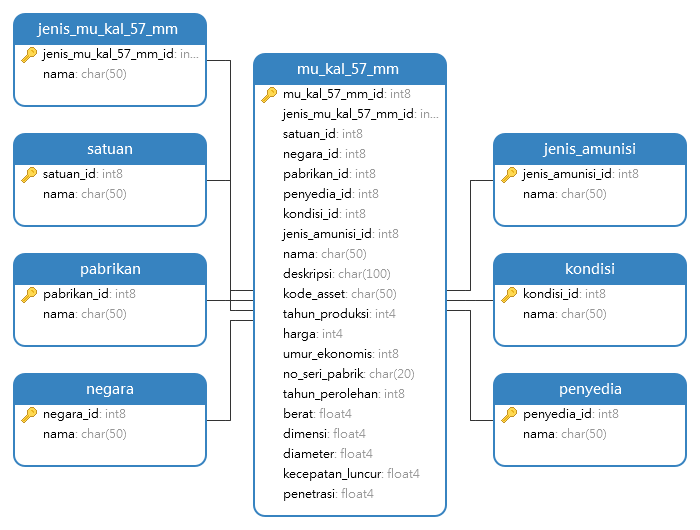 jenis_mu_kal_57_mm
jenis_mu_kal_57_mm_id: in...
nama: char(50)
satuan
satuan_id: int8
nama: char(50)
pabrikan
pabrikan_id: int8
nama: char(50)
negara
negara_id: int8
nama: char(50)
mu_kal_57_mm
mu_kal_57_mm_id: int8
jenis_mu_kal_57_mm_id: in...
satuan_id: int8
negara_id: int8
pabrikan_id: int8
penyedia_id: int8
kondisi_id: int8
jenis_amunisi_id: int8
nama: char(50)
deskripsi: char(100)
kode_asset: char(50)
tahun_produksi: int4
harga: int4
umur_ekonomis: int8
no_seri_pabrik: char(20)
tahun_perolehan: int8
berat: float4
dimensi: float4
diameter: float4
kecepatan_luncur: float4
penetrasi: float4
jenis_amunisi
jenis_amunisi_id: int8
nama: char(50)
kondisi
kondisi_id: int8
nama: char(50)
penyedia
penyedia_id: int8
nama: char(50)